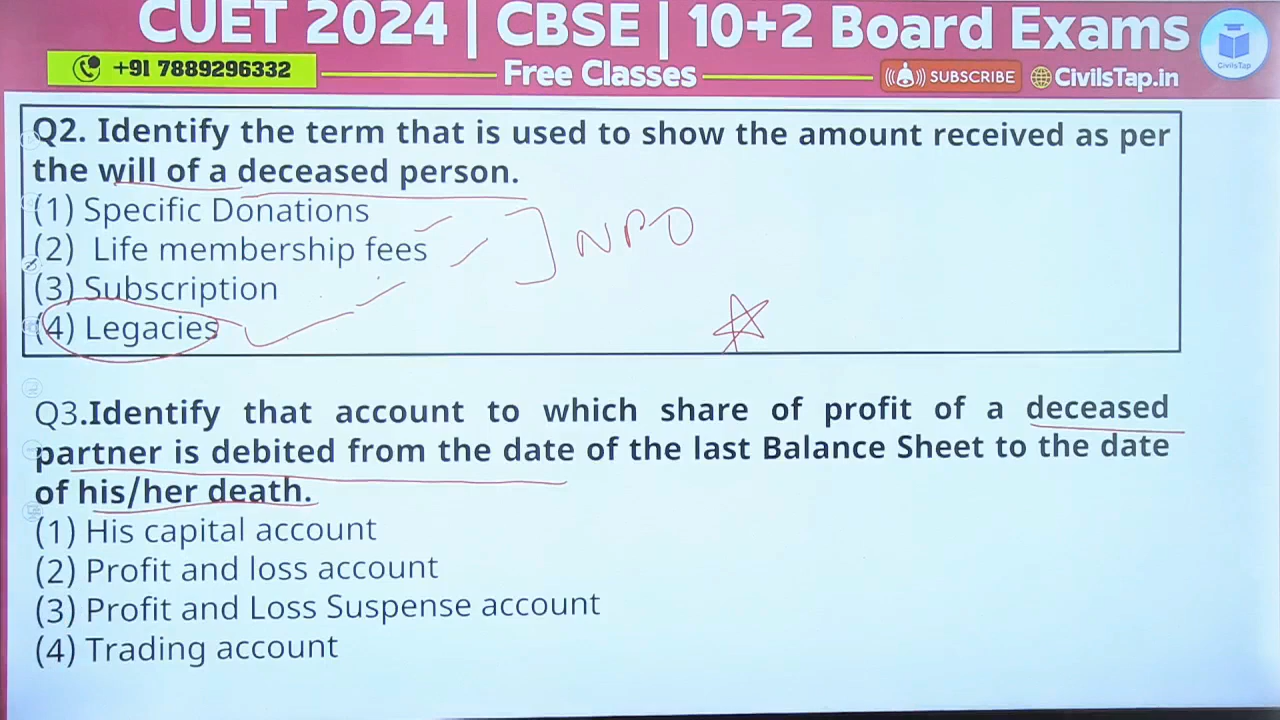 CUET 2024 | CBSE | 10+2 Board Exams
+91 7889296332
Free Classes
SUBSCRIBE
CivilsTap.in
CivilsTap
Q2. Identify the term that is used to show the amount received as per
the will of a deceased person.
(1) Specific Donations
(2) Life membership fees
(3) Subscription
(4) Legacies
NPO
Q3.Identify that account to which share of profit of a deceased
partner is debited from the date of the last Balance Sheet to the date
of his/her death.
(1) His capital account
(2) Profit and loss account
(3) Profit and Loss Suspense account
(4) Trading account